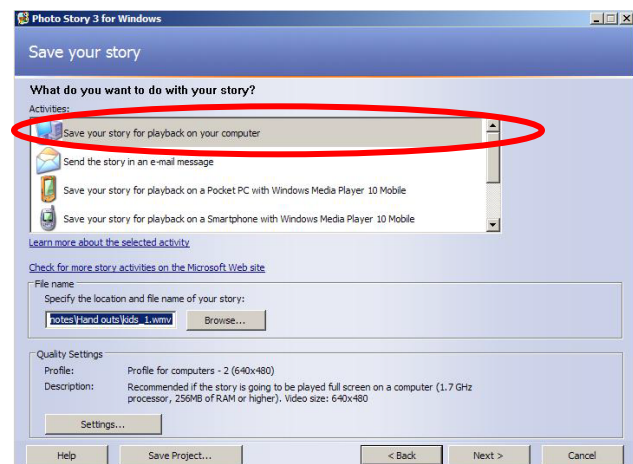 Photo Story 3 for Windows
Save your story
What do you want to do with your story?
Activities:
Save your story for playback on your computer
Send the story in an e-mail message
Save your story for playback on a Pocket PC with Windows Media Player 10 Mobile
Save your story for playback on a Smartphone with Windows Media Player 10 Mobile
Learn more about the selected activity
Check for more story activities on the Microsoft Web site
File name
Specify the location and file name of your story:
notes\Hand outs\kids_1.wmv
Browse...
Quality Settings
Profile: Profile for computers - 2 (640x480)
Description: Recommended if the story is going to be played full screen on a computer (1.7 GHz
processor, 256MB of RAM or higher). Video size: 640x480
Settings...
Help Save Project... < Back Next > Cancel